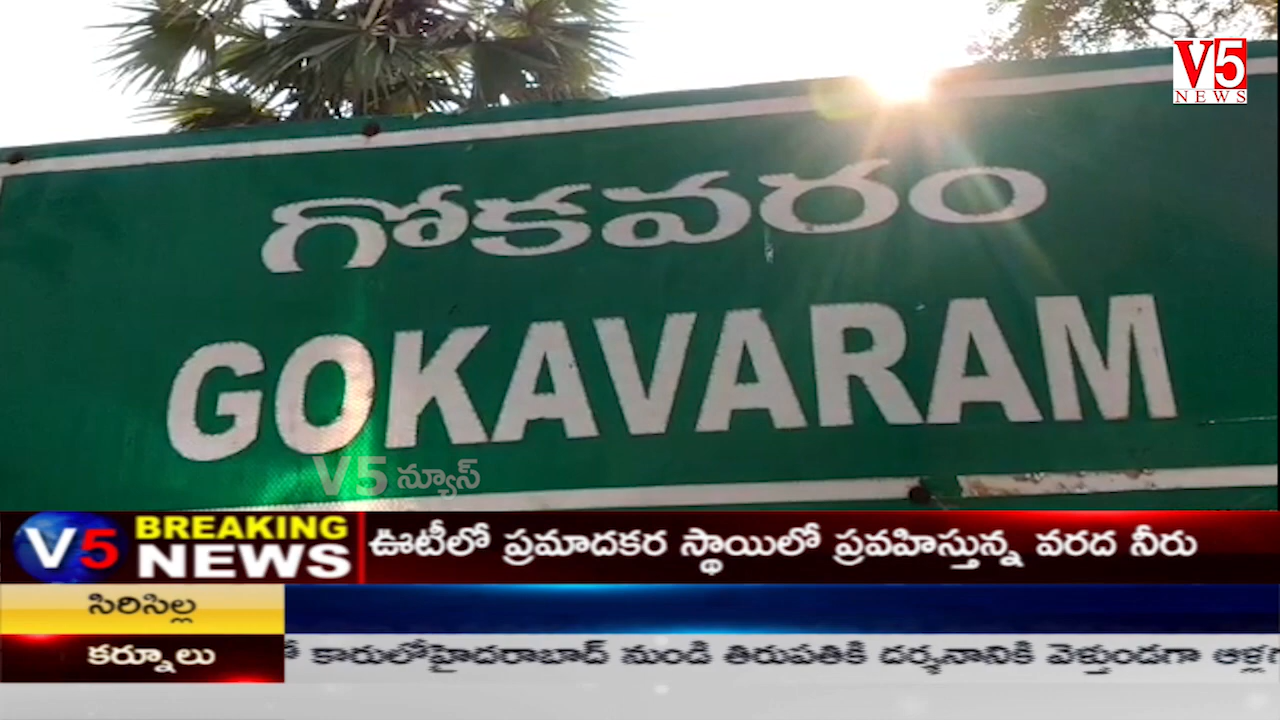 V5
NEWS
గోకవరం
GOKAVARAM
V5 న్యూస్
V5 BREAKING NEWS
ఊటీలో ప్రమాదకర స్థాయిలో ప్రవహిస్తున్న వరద నీరు
సిరిసిల్ల
కర్నూలు
కారులోహైదరాబాద్ నుండి తిరుపతికి దర్శనానికి వెళ్తుండగా